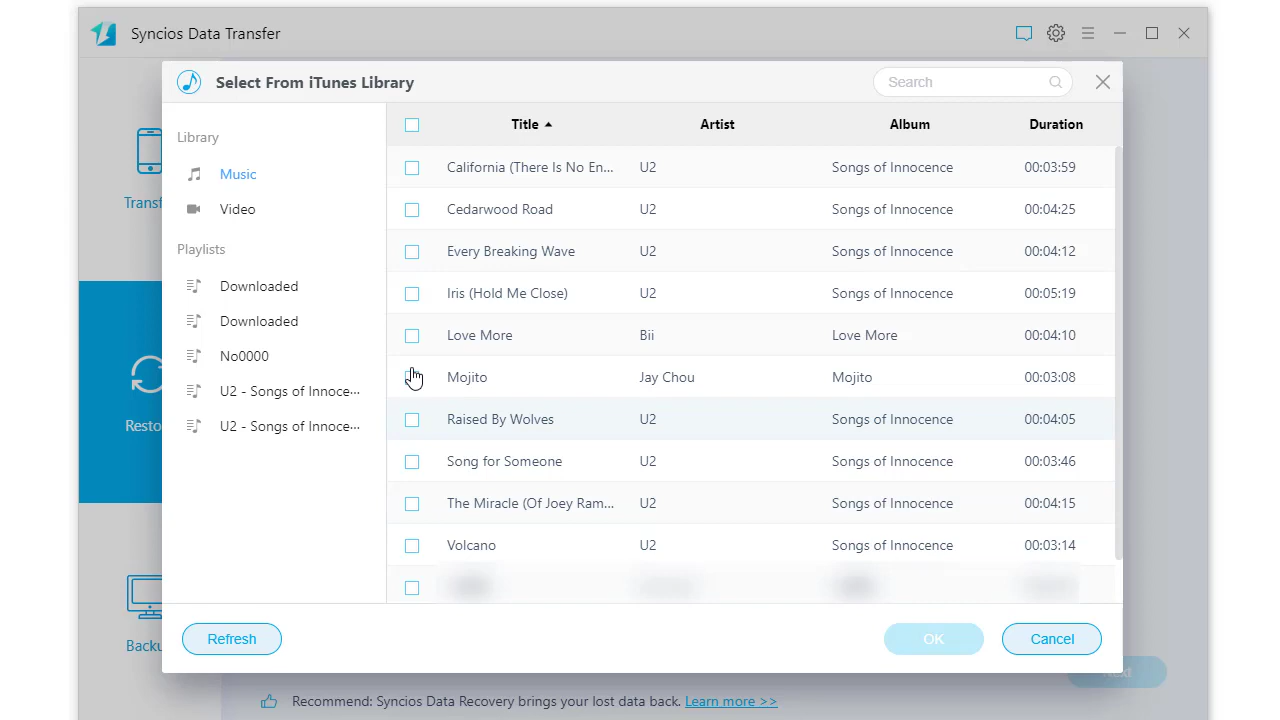 Syncios Data Transfer
Select From iTunes Library
Search
Library
Music
Video
Playlists
Downloaded
Downloaded
No0000
U2 - Songs of Innoce···
U2 - Songs of Innoce···
Title Artist Album Duration
California (There Is No En... U2 Songs of Innocence 00:03:59
Cedarwood Road U2 Songs of Innocence 00:04:25
Every Breaking Wave U2 Songs of Innocence 00:04:12
Iris (Hold Me Close) U2 Songs of Innocence 00:05:19
Love More Bii Love More 00:04:10
Mojito Jay Chou Mojito 00:03:08
Raised By Wolves U2 Songs of Innocence 00:04:05
Song for Someone U2 Songs of Innocence 00:03:46
The Miracle (Of Joey Ram... U2 Songs of Innocence 00:04:15
Volcano U2 Songs of Innocence 00:03:14
Transf
Resto
Backu
Refresh OK Cancel
Next
Recommend: Syncios Data Recovery brings your lost data back. Learn more >>